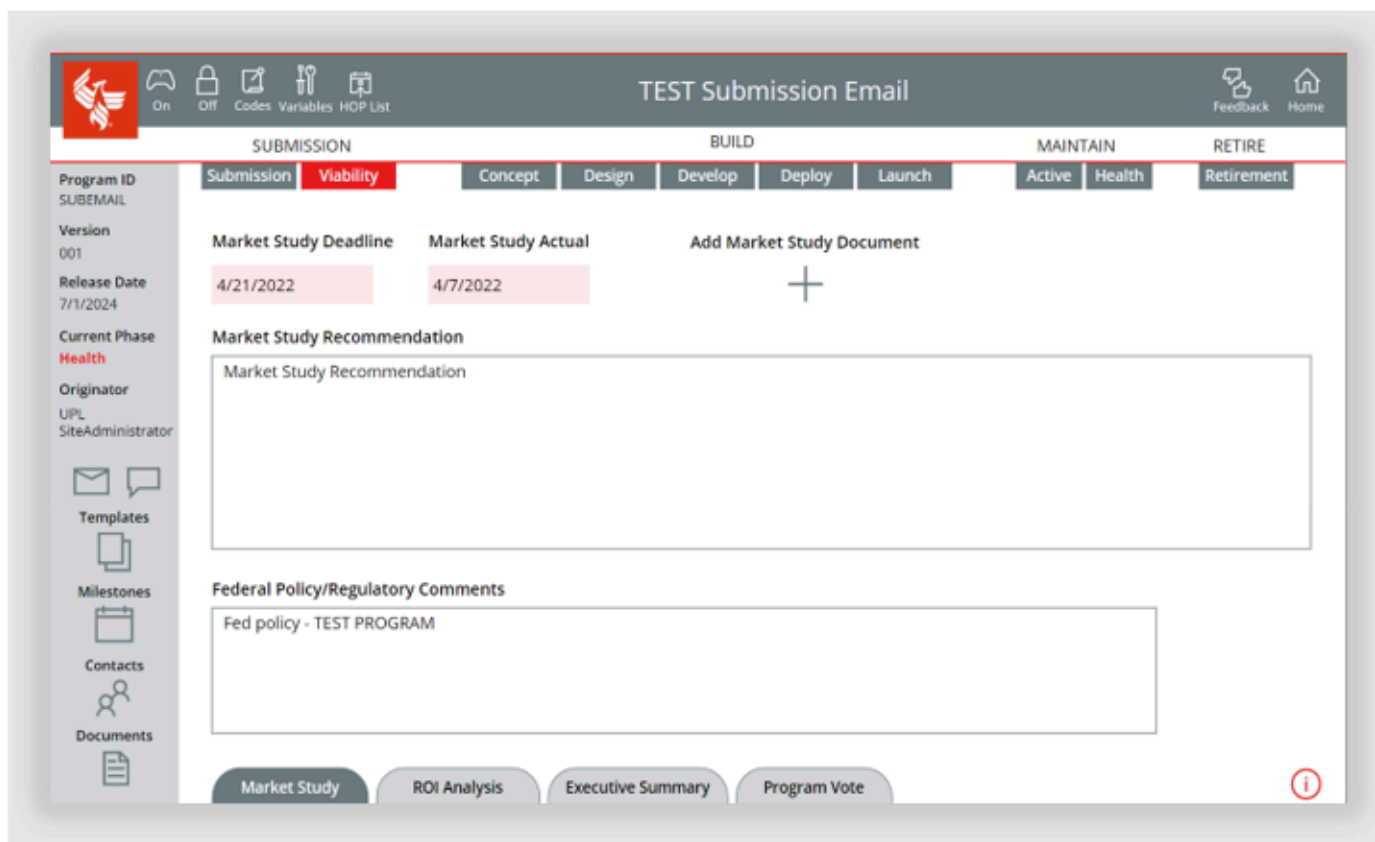 On Off Codes Variables HOP List TEST Submission Email Feedback Home
SUBMISSION BUILD MAINTAIN RETIRE
Submission Viability Concept Design Develop Deploy Launch Active Health Retirement
Program ID
SUBEMAIL
Version
001
Release Date
7/1/2024
Current Phase
Health
Originator
UPL
SiteAdministrator
Templates
Milestones
Contacts
Documents
Market Study Deadline Market Study Actual Add Market Study Document
4/21/2022 4/7/2022
Market Study Recommendation
Market Study Recommendation
Federal Policy/Regulatory Comments
Fed policy - TEST PROGRAM
Market Study ROI Analysis Executive Summary Program Vote